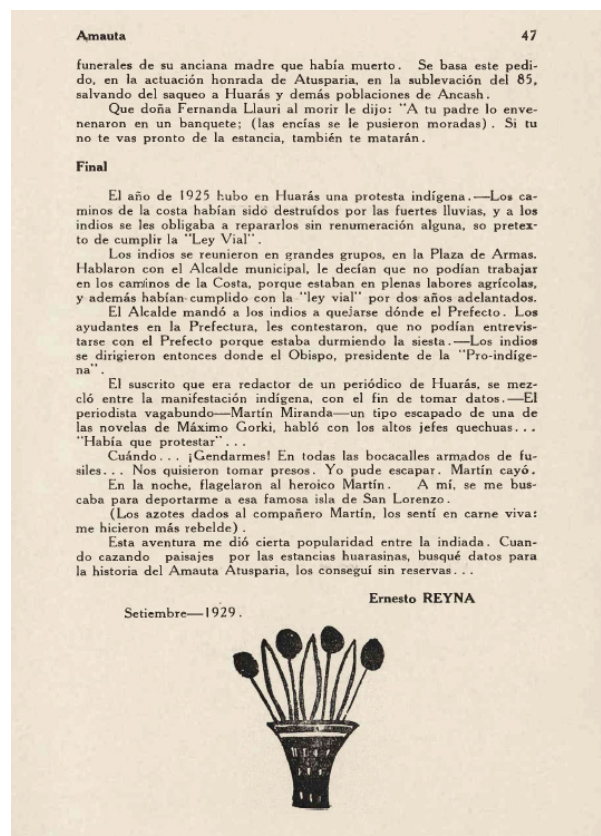 Amauta 47
funerales de su anciana madre que había muerto. Se basa este pedi-
do, en la actuación honrada de Atusparia, en la sublevación del 85,
salvando del saqueo a Huarás y demás poblaciones de Ancash.
Que doña Fernanda Llauri al morir le dijo: "A tu padre lo enve-
nenaron en un banquete; (las encías se le pusieron moradas). Si tu
no te vas pronto de la estancia, también te matarán.
Final
El año de 1925 hubo en Huarás una protesta indígena.—Los ca-
minos de la costa habían sido destruídos por las fuertes lluvias, y a los
indios se les obligaba a repararlos sin renumeración alguna, so pretex-
to de cumplir la "Ley Vial".
Los indios se reunieron en grandes grupos, en la Plaza de Armas.
Hablaron con el Alcalde municipal, le decían que no podían trabajar
en los caminos de la Costa, porque estaban en plenas labores agrícolas,
y además habían cumplido con la "ley vial" por dos años adelantados.
El Alcalde mandó a los indios a quejarse dónde el Prefecto. Los
ayudantes en la Prefectura, les contestaron, que no podían entrevis-
tarse con el Prefecto porque estaba durmiendo la siesta.—Los indios
se dirigieron entonces donde el Obispo, presidente de la "Pro-indíge-
na".
El suscrito que era redactor de un periódico de Huarás, se mez-
cló entre la manifestación indígena, con el fin de tomar datos.—El
periodista vagabundo—Martín Miranda—un tipo escapado de una de
las novelas de Máximo Gorki, habló con los altos jefes quechuas...
"Había que protestar"...
Cuándo... ¡Gendarmes! En todas las bocacalles armados de fu-
siles... Nos quisieron tomar presos. Yo pude escapar. Martín cayó.
En la noche, flagelaron al heroico Martín. A mí, se me bus-
caba para deportarme a esa famosa isla de San Lorenzo.
(Los azotes dados al compañero Martín, los sentí en carne viva:
me hicieron más rebelde).
Esta aventura me dió cierta popularidad entre la indiada. Cuan-
do cazando paisajes por las estancias huarasinas, busqué datos para
la historia del Amauta Atusparia, los conseguí sin reservas...
Ernesto REYNA
Setiembre—1929.